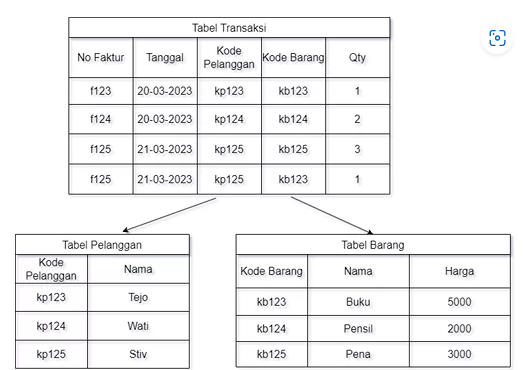 Tabel Transaksi
No Faktur Tanggal Kode Pelanggan Kode Barang Qty
f123 20-03-2023 kp123 kb123 1
f124 20-03-2023 kp124 kb124 2
f125 21-03-2023 kp125 kb125 3
f125 21-03-2023 kp125 kb123 1
Tabel Pelanggan
Kode Pelanggan Nama
kp123 Tejo
kp124 Wati
kp125 Stiv
Tabel Barang
Kode Barang Nama Harga
kb123 Buku 5000
kb124 Pensil 2000
kb125 Pena 3000